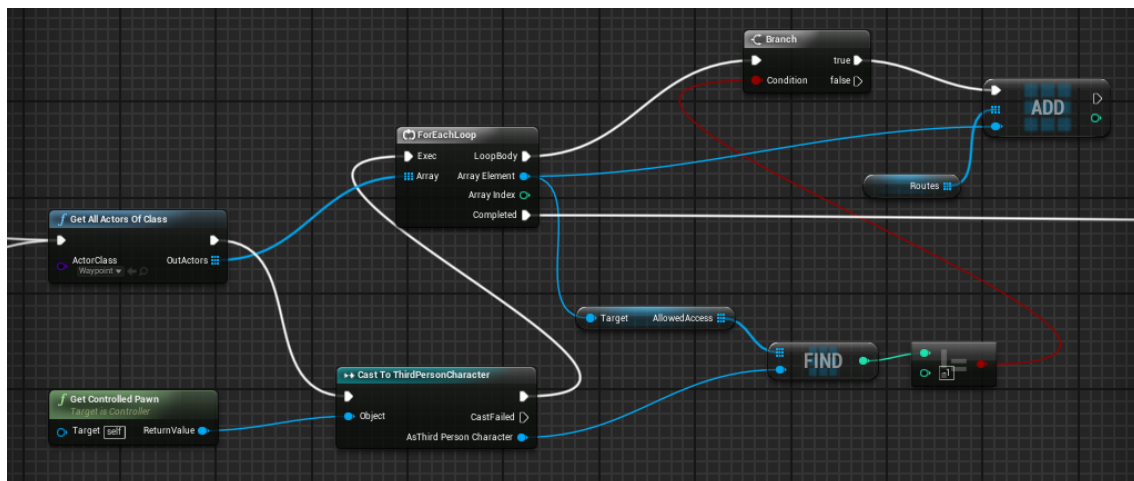 Branch
true
Condition
false
ADD
ForEachLoop
Exec
LoopBody
Array
Array Element
Array Index
Completed
Routes
Get All Actors Of Class
ActorClass
OutActors
Waypoint
Target
AllowedAccess
FIND
!=
-1
Cast To ThirdPersonCharacter
Object
CastFailed
AsThird Person Character
Get Controlled Pawn
Target is Controller
Target self
ReturnValue